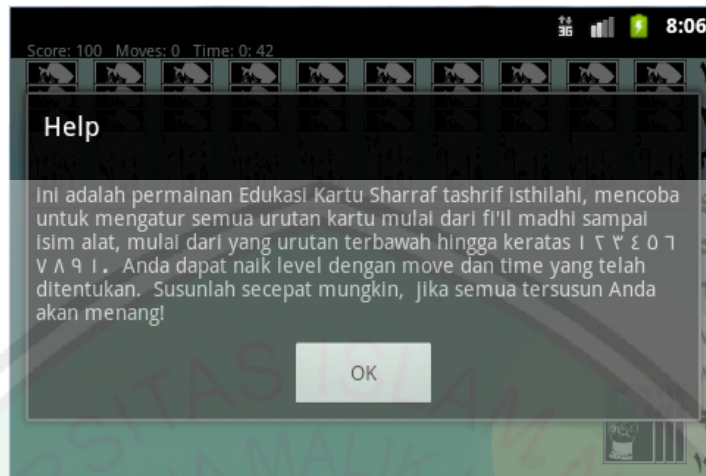 8:06
Score: 100 Moves: 0 Time: 0: 42
Help
ini adalah permainan Edukasi Kartu Sharraf tashrif isthilahi, mencoba
untuk mengatur semua urutan kartu mulai dari fi'il madhi sampai
isim alat, mulai dari yang urutan terbawah hingga keratas ١ ٢ ٣ ٤ ٥ ٦
٧ ٨ ٩ ١٠. Anda dapat naik level dengan move dan time yang telah
ditentukan. Susunlah secepat mungkin, jika semua tersusun Anda
akan menang!
OK